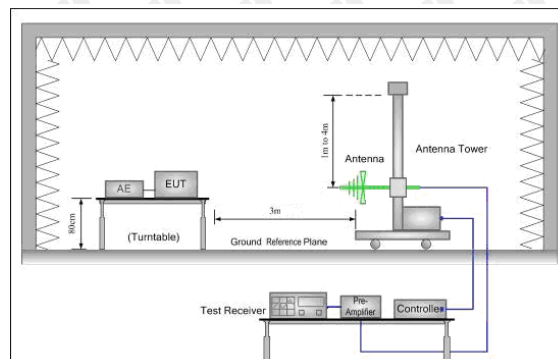 1m to 4m
Antenna
Antenna Tower
AE
EUT
3m
80cm
(Turntable)
Ground Reference Plane
Test Receiver
Pre-
Amplifier
Controller